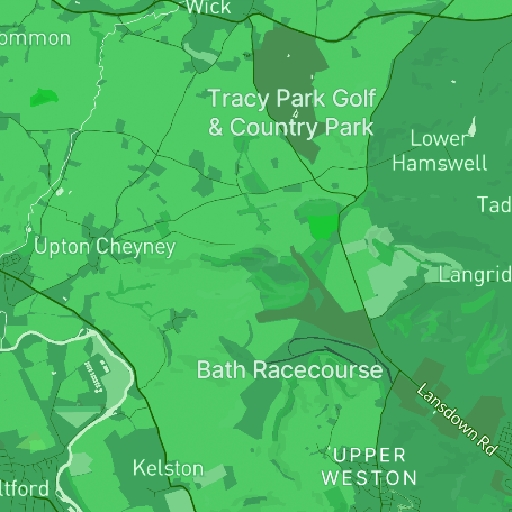 Wick
ommon
Tracy Park Golf
& Country Park
Lower
Hamswell
Tad
Upton Cheyney
Langrid
Bath Racecourse
Lansdown Rd
UPPER
WESTON
Kelston
ltford